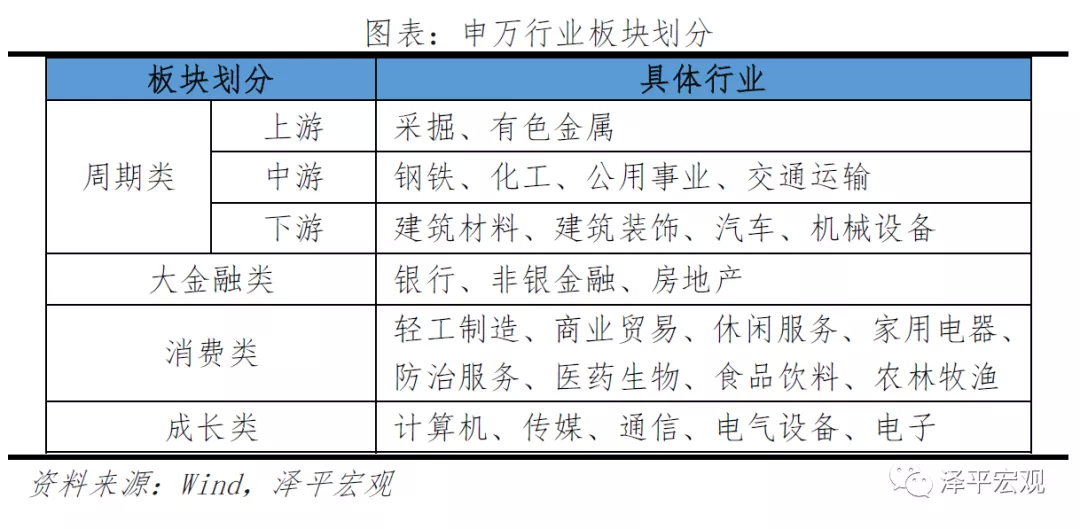 图表：申万行业板块划分
板块划分 具体行业
周期类 上游 采掘、有色金属
中游 钢铁、化工、公用事业、交通运输
下游 建筑材料、建筑装饰、汽车、机械设备
大金融类 银行、非银金融、房地产
消费类 轻工制造、商业贸易、休闲服务、家用电器、
防治服务、医药生物、食品饮料、农林牧渔
成长类 计算机、传媒、通信、电气设备、电子
资料来源：Wind，泽平宏观
泽平宏观